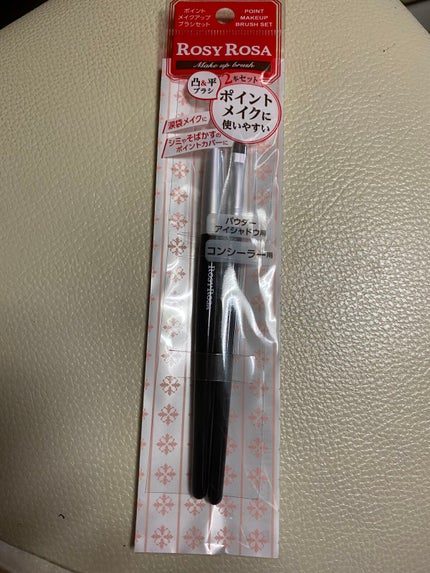 ポイント
メイクアップ
ブラシセット
POINT
MAKEUP
BRUSH SET
ROSY ROSA
Make up brush
凸&平
ブラシ
2本セット
ポイント
メイクに
使いやすい
涙袋メイクに
シミやそばかすの
ポイントカバーに
パウダー
アイシャドウ用
コンシーラー用
ROSY ROSA